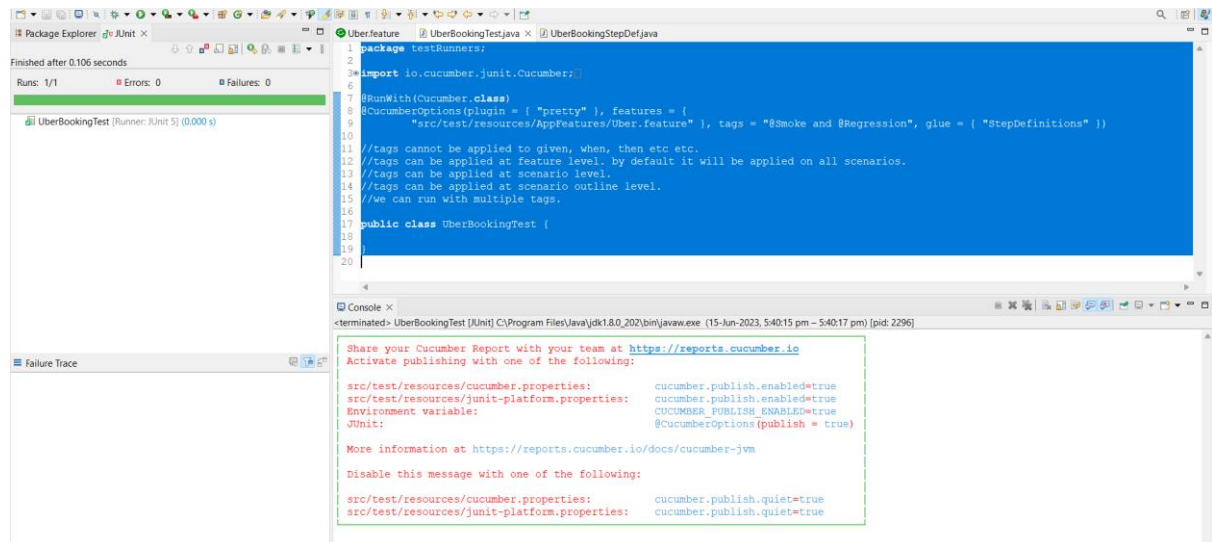 Package Explorer
JUnit
Finished after 0.106 seconds
Runs: 1/1
Errors: 0
Failures: 0
UberBookingTest [Runner: JUnit 5] (0.000 s)
Failure Trace
Uber.feature
UberBookingTest.java
UberBookingStepDef.java
1 package testRunners;
2
3 import io.cucumber.junit.Cucumber;
6
7 @RunWith(Cucumber.class)
8 @CucumberOptions(plugin = { "pretty" }, features = {
9 "src/test/resources/AppFeatures/Uber.feature" }, tags = "@Smoke and @Regression", glue = { "StepDefinitions" })
10
11 //tags cannot be applied to given, when, then etc etc.
12 //tags can be applied at feature level. by default it will be applied on all scenarios.
13 //tags can be applied at scenario level.
14 //tags can be applied at scenario outline level.
15 //we can run with multiple tags.
16
17 public class UberBookingTest {
18
19 }
20
Console
<terminated> UberBookingTest [JUnit] C:\Program Files\Java\jdk1.8.0_202\bin\javaw.exe (15-Jun-2023, 5:40:15 pm – 5:40:17 pm) [pid: 2296]
Share your Cucumber Report with your team at https://reports.cucumber.io
Activate publishing with one of the following:
src/test/resources/cucumber.properties: cucumber.publish.enabled=true
src/test/resources/junit-platform.properties: cucumber.publish.enabled=true
Environment variable: CUCUMBER_PUBLISH_ENABLED=true
JUnit: @CucumberOptions(publish = true)
More information at https://reports.cucumber.io/docs/cucumber-jvm
Disable this message with one of the following:
src/test/resources/cucumber.properties: cucumber.publish.quiet=true
src/test/resources/junit-platform.properties: cucumber.publish.quiet=true